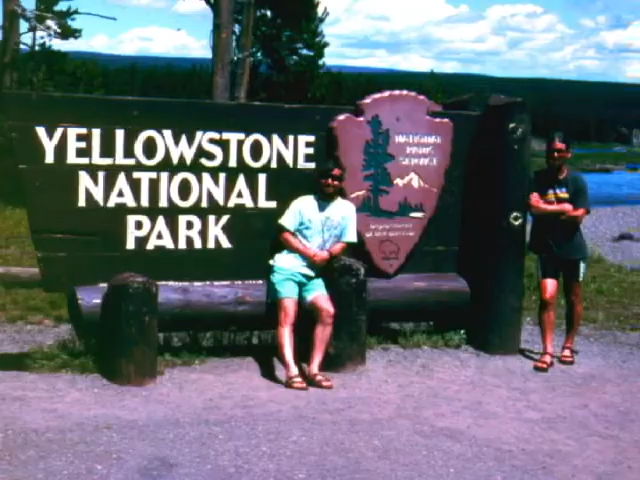 YELLOWSTONE
NATIONAL
PARK
NATIONAL
PARK
SERVICE